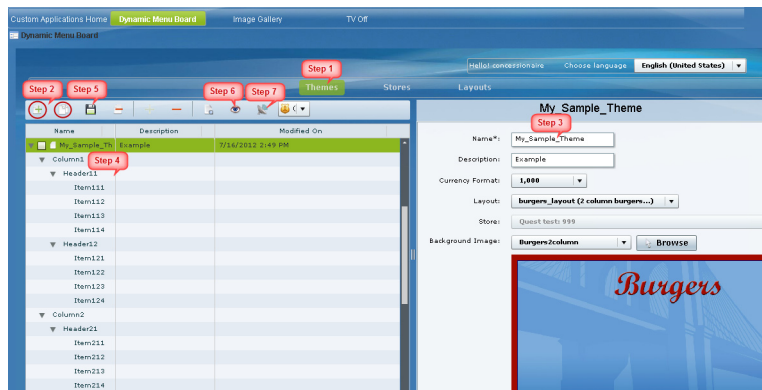 Custom Applications Home Dynamic Menu Board Image Gallery TV Off
Dynamic Menu Board
Hello! concessionaire Choose language English (United States)
Step 1
Themes Stores Layouts
Step 2 Step 5 Step 6 Step 7
My_Sample_Theme
Step 3
Name Description Modified On
Name*: My_Sample_Theme
My_Sample_Th Example 7/16/2012 2:49 PM
Description: Example
Column1
Step 4
Header11
Currency Format: 1,000
Item111
Layout: burgers_layout (2 column burgers...)
Item112
Item113
Store: Quest test: 999
Item114
Header12
Background Image: Burgers2column Browse
Item121
Item122
Item123
Item124
Burgers
Column2
Header21
Item211
Item212
Item213
Item214